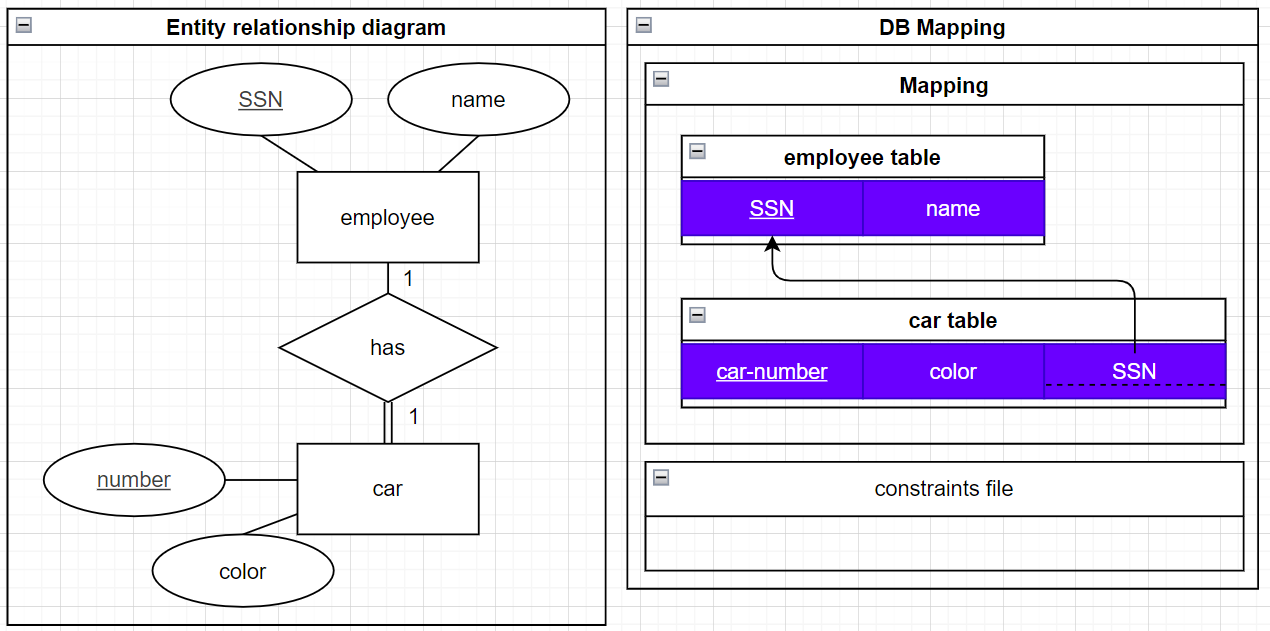 Entity relationship diagram
SSN
name
employee
1
has
1
number
car
color
DB Mapping
Mapping
employee table
SSN
name
car table
car-number
color
SSN
constraints file